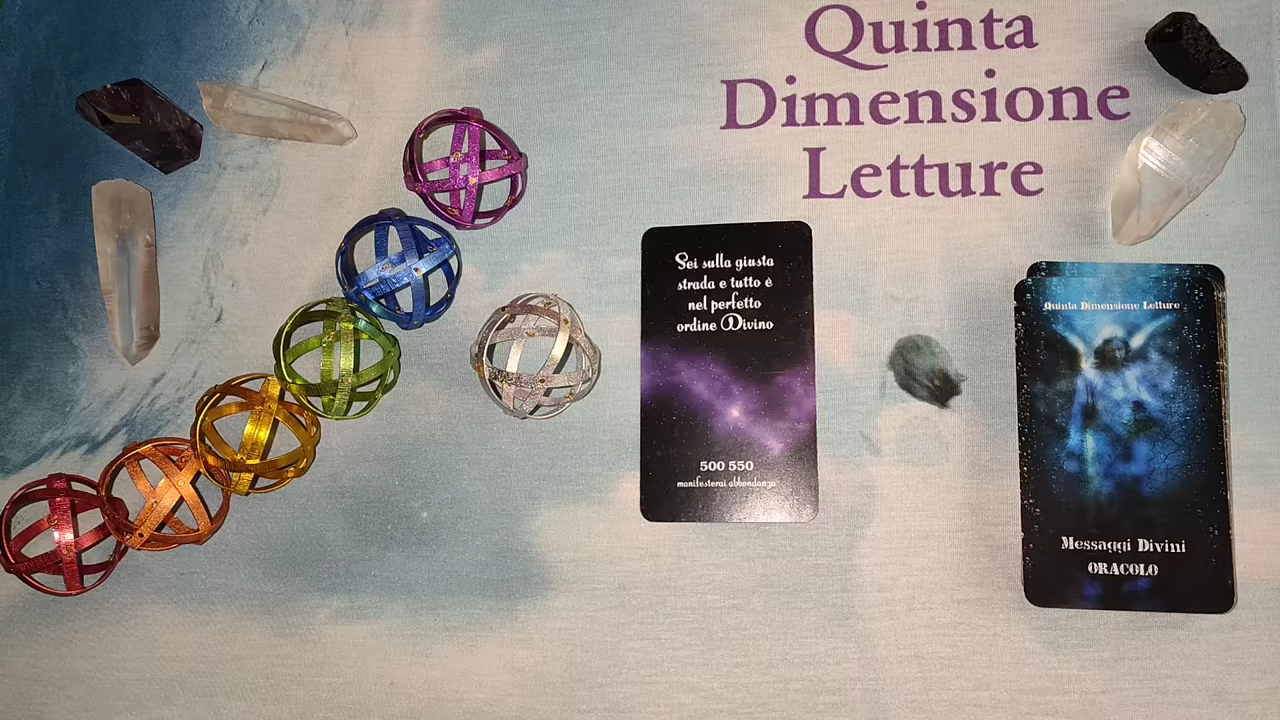 Quinta
Dimensione
Letture
Sei sulla giusta
strada e tutto è
nel perfetto
ordine Divino
500 550
manifesterai abbondanza
Quinta Dimensione Letture
Messaggi Divini
ORACOLO